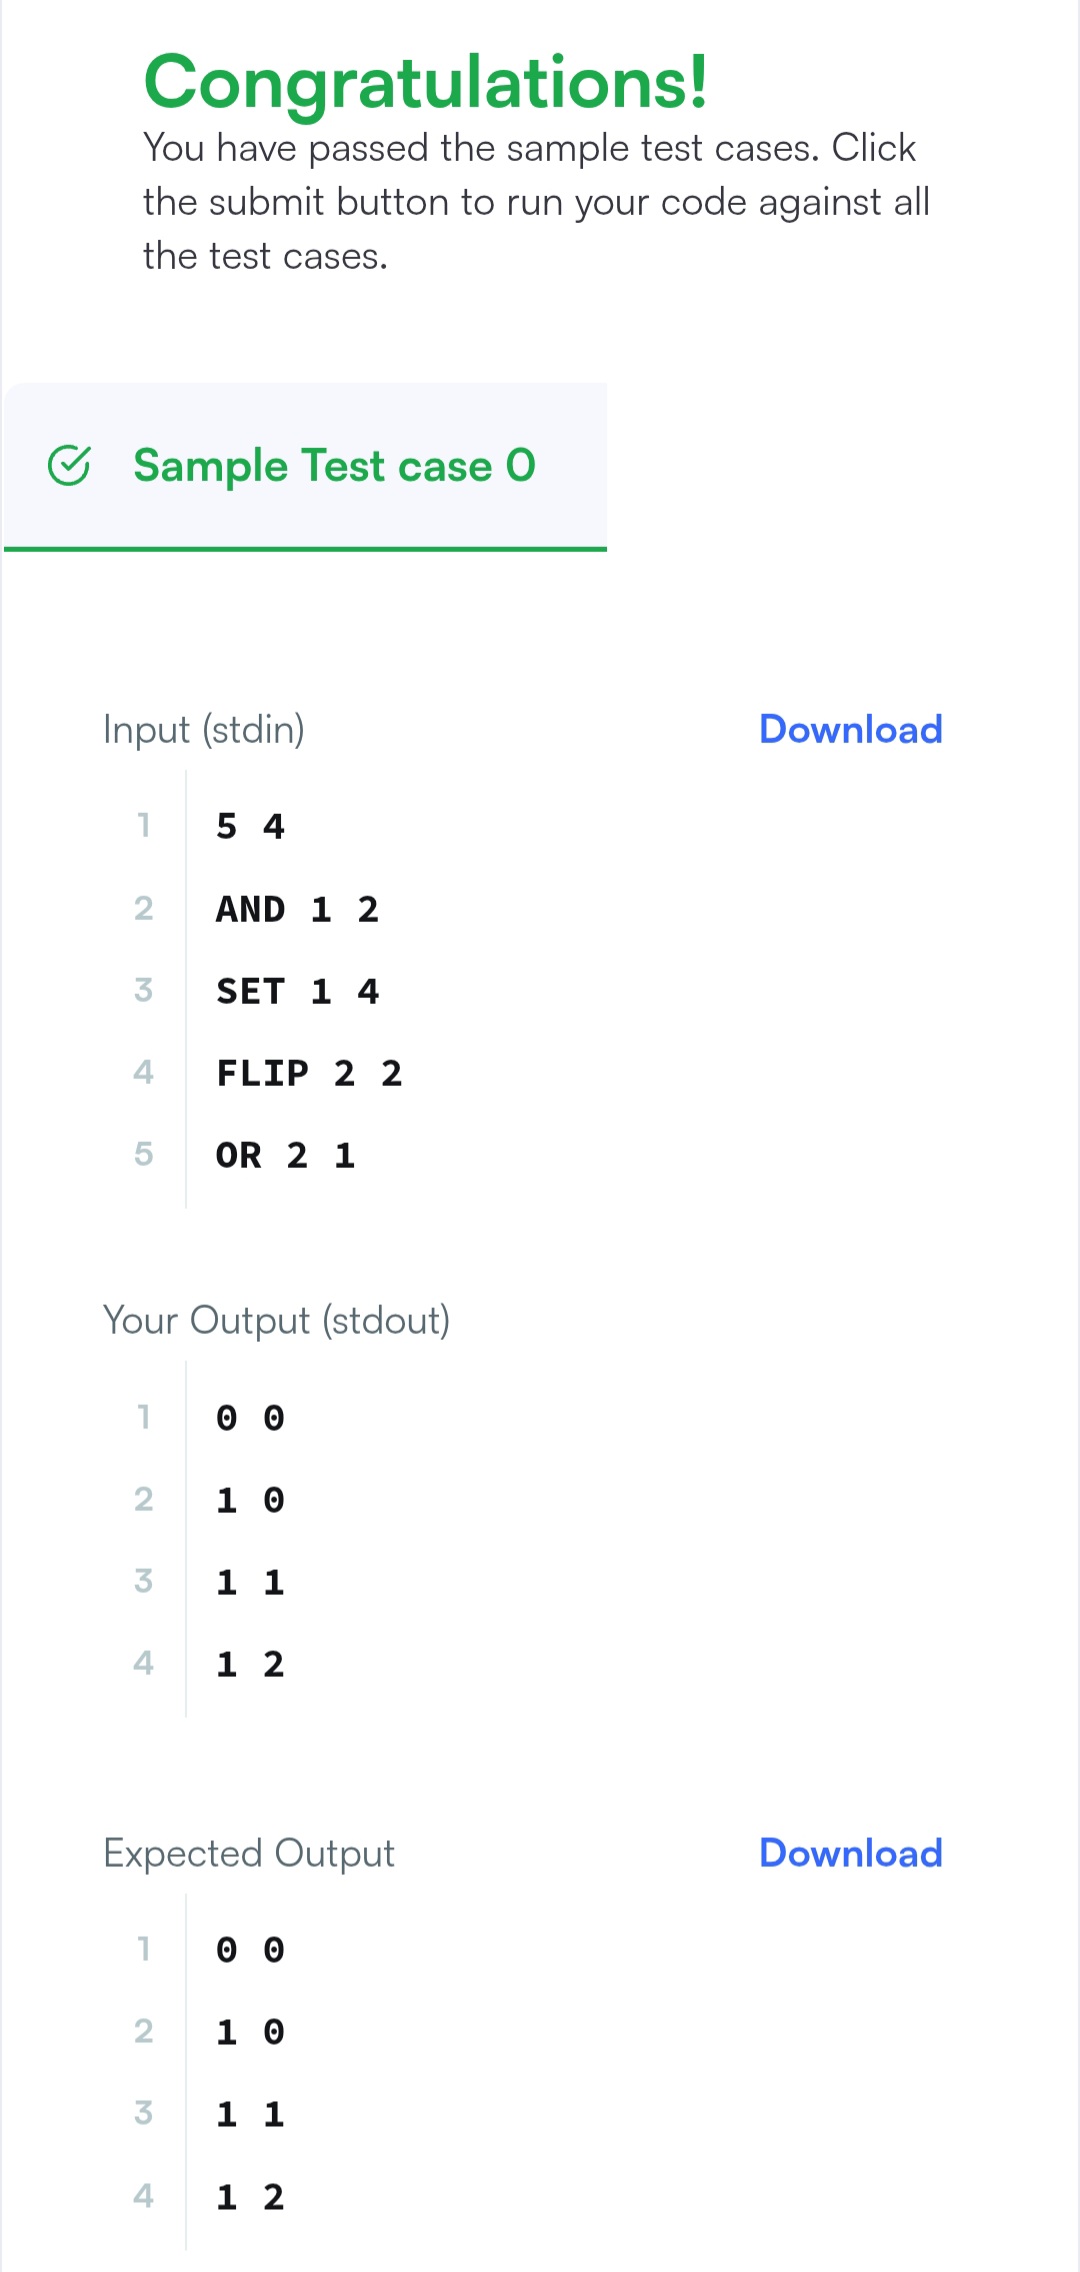 Congratulations!
You have passed the sample test cases. Click
the submit button to run your code against all
the test cases.
Sample Test case 0
Input (stdin) Download
1 5 4
2 AND 1 2
3 SET 1 4
4 FLIP 2 2
5 OR 2 1
Your Output (stdout)
1 0 0
2 1 0
3 1 1
4 1 2
Expected Output Download
1 0 0
2 1 0
3 1 1
4 1 2